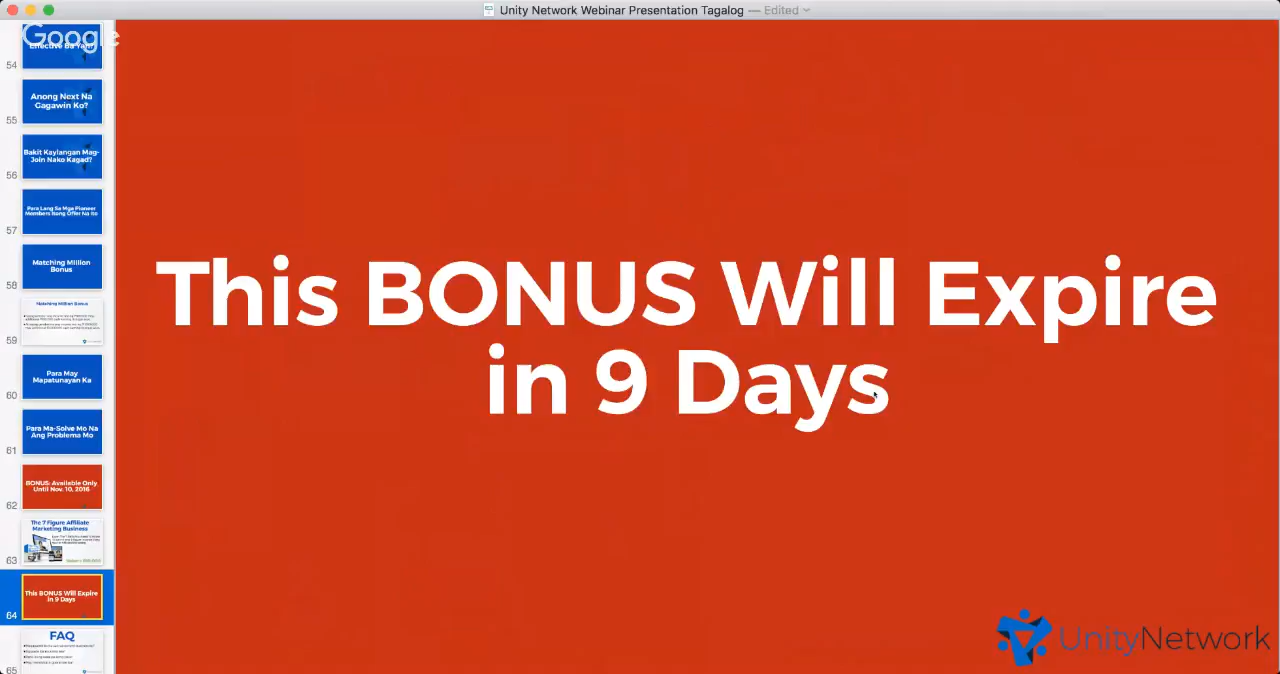 Unity Network Webinar Presentation Tagalog — Edited
Google
Effective Ba Ya?
54
Anong Next Na
Gagawin Ko?
55
Bakit Kaylangan Mag-
Join Nako Kagad?
56
Para Lang Sa Mga Pioneer
Members Itong Offer Na Ito
57
Matching Million
Bonus
58
Matching Million Bonus
59
Para May
Mapatunayan Ka
60
Para Ma-Solve Mo Na
Ang Problema Mo
61
BONUS: Available Only
Until Nov. 10, 2016
62
The 7 Figure Affiliate
Marketing Business
63
This BONUS Will Expire
in 9 Days
64
FAQ
65
This BONUS Will Expire
in 9 Days
UnityNetwork